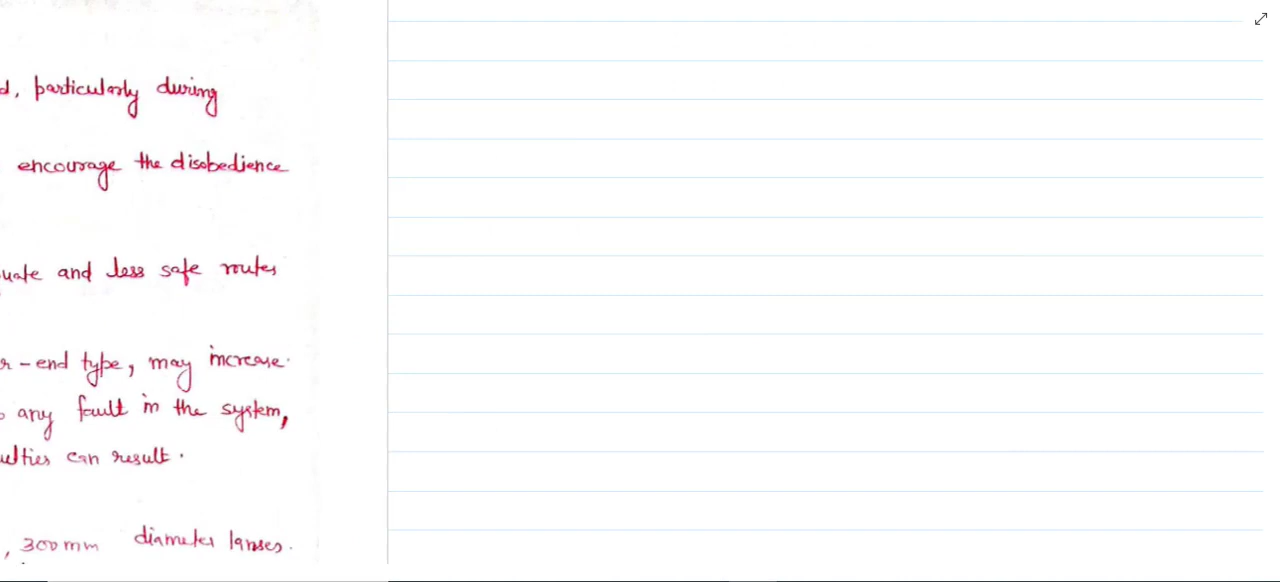 d, particularly during
encourage the disobedience
uate and less safe routes
r-end type, may increase.
any fault in the system,
ulties can result.
, 300mm diameter lanses.